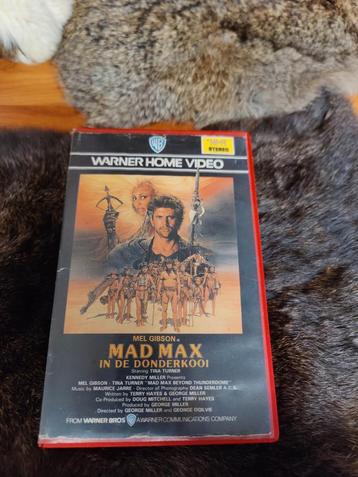 WB
STEREO
WARNER HOME VIDEO
MEL GIBSON
MAD MAX
IN DE DONDERKOOI
Starring TINA TURNER
KENNEDY MILLER Presents
MEL GIBSON · TINA TURNER "MAD MAX BEYOND THUNDERDOME"
Music by MAURICE JARRE · Director of Photography DEAN SEMLER A.C.S.
Written by TERRY HAYES & GEORGE MILLER
Co Produced by DOUG MITCHELL and TERRY HAYES
Produced by GEORGE MILLER
Directed by GEORGE MILLER and GEORGE OGILVIE
FROM WARNER BROS A WARNER COMMUNICATIONS COMPANY